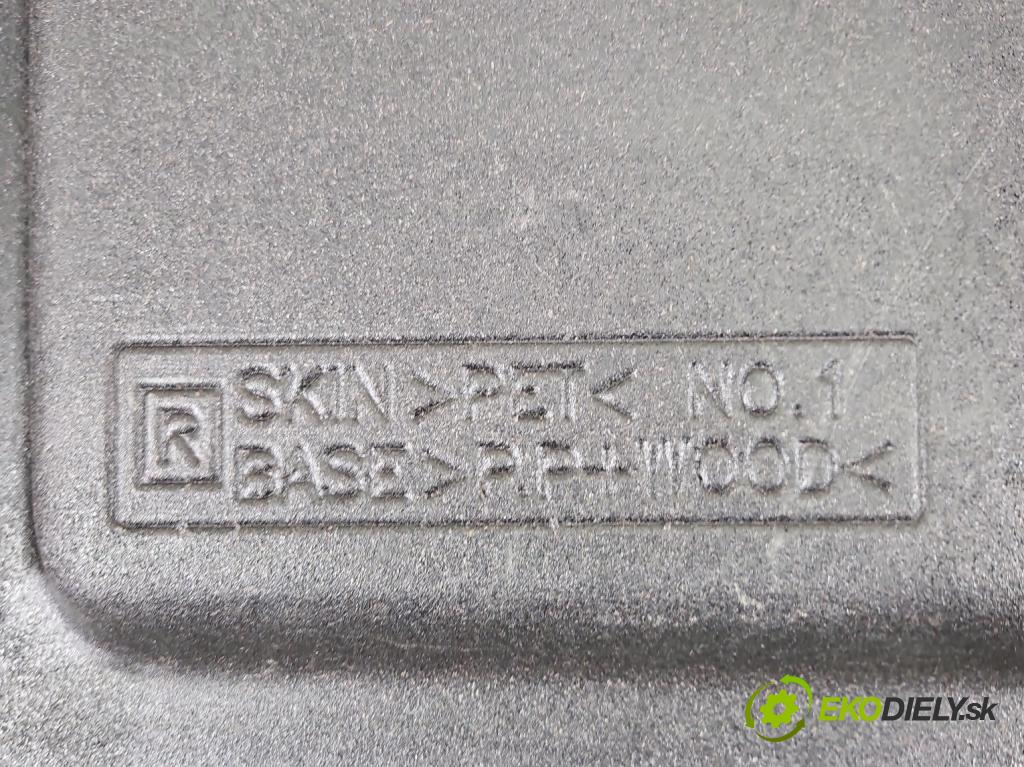 R
SKIN >PET< NO.1
BASE >P.P+WOOD<
EKODIELY.sk